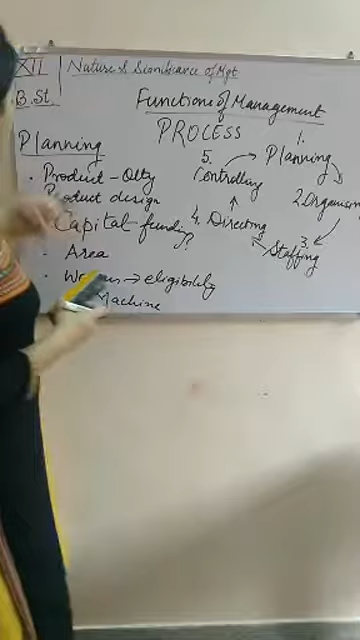 XII | Nature & Significance of Mgt
B.St.
Functions of Management
PROCESS
1.
Planning
2.Organising
3.
Staffing
4. Directing
5.
Controlling
Planning
· Product - Qlty
Product design
Capital funds?
· Area
· → eligibility
Machine